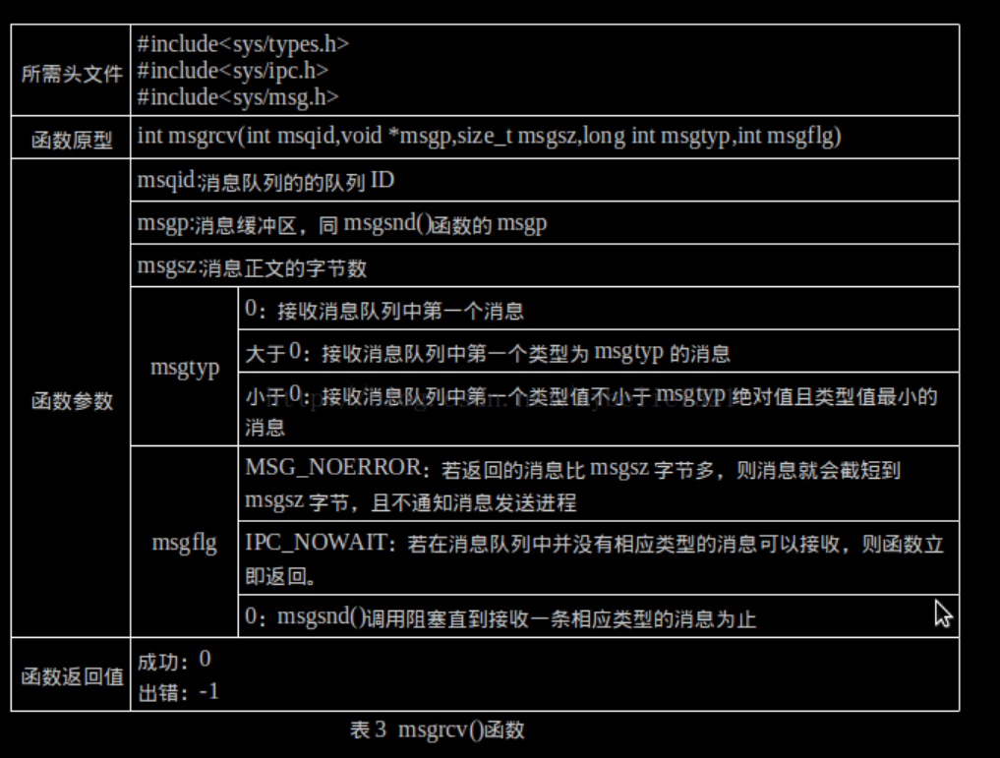 所需头文件
#include<sys/types.h>
#include<sys/ipc.h>
#include<sys/msg.h>
函数原型
int msgrcv(int msqid,void *msgp,size_t msgsz,long int msgtyp,int msgflg)
函数参数
msqid:消息队列的的队列 ID
msgp:消息缓冲区，同 msgsnd()函数的 msgp
msgsz:消息正文的字节数
msgtyp
0：接收消息队列中第一个消息
大于 0：接收消息队列中第一个类型为 msgtyp 的消息
小于 0：接收消息队列中第一个类型值不小于 msgtyp 绝对值且类型值最小的
消息
msgflg
MSG_NOERROR：若返回的消息比 msgsz 字节多，则消息就会截短到
msgsz 字节，且不通知消息发送进程
IPC_NOWAIT：若在消息队列中并没有相应类型的消息可以接收，则函数立
即返回。
0：msgsnd()调用阻塞直到接收一条相应类型的消息为止
函数返回值
成功：0
出错：-1
表 3 msgrcv()函数